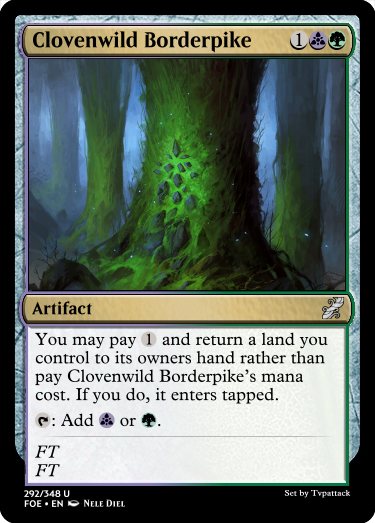 Clovenwild Borderpike 1
Artifact
You may pay 1 and return a land you
control to its owners hand rather than
pay Clovenwild Borderpike's mana
cost. If you do, it enters tapped.
: Add or .
FT
FT
292/348 U
FOE • EN NELE DIEL
Set by Tvpattack